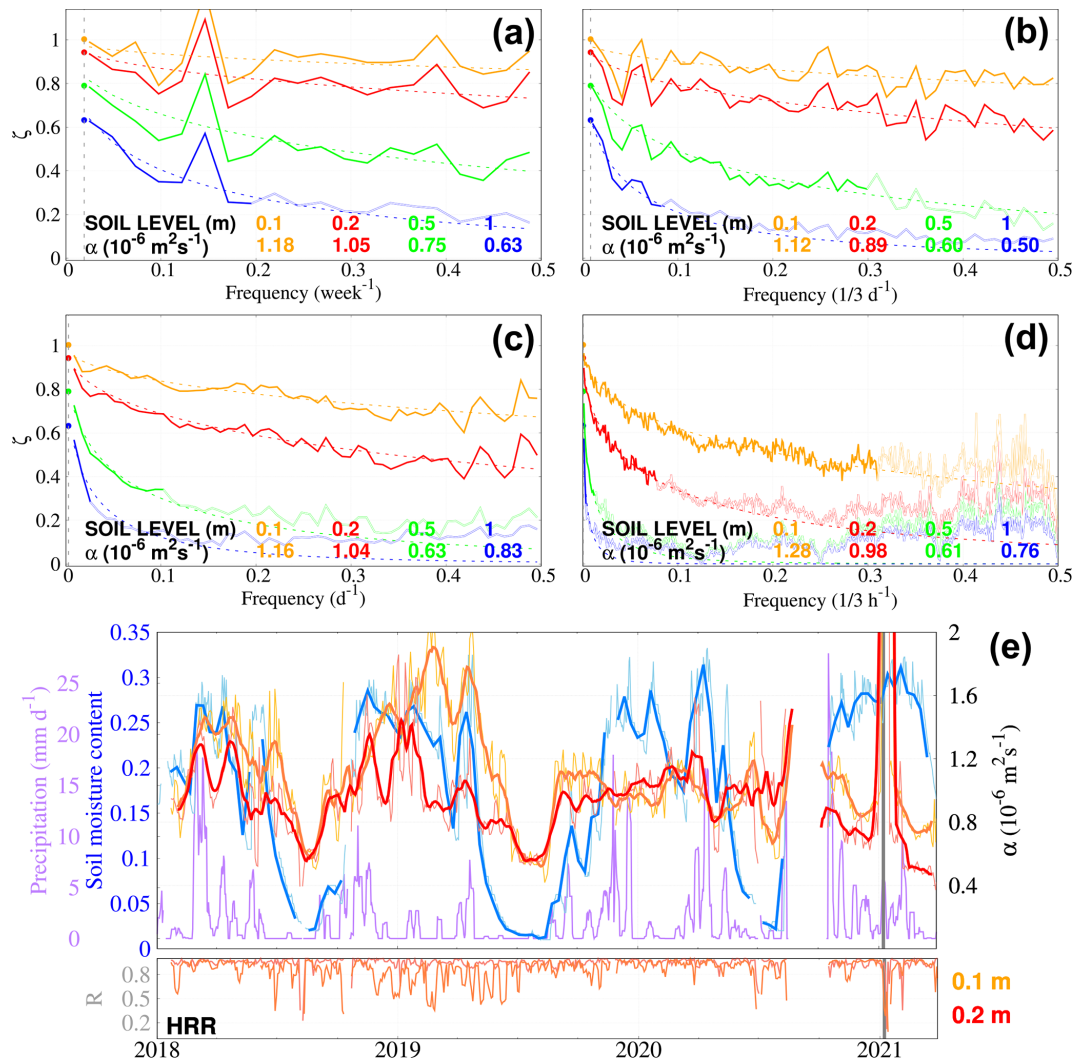 (a)
1
0.8
0.6
0.4
0.2
0
ζ
SOIL LEVEL (m) 0.1 0.2 0.5 1
α (10⁻⁶ m²s⁻¹) 1.18 1.05 0.75 0.63
0 0.1 0.2 0.3 0.4 0.5
Frequency (week⁻¹)
(b)
SOIL LEVEL (m) 0.1 0.2 0.5 1
α (10⁻⁶ m²s⁻¹) 1.12 0.89 0.60 0.50
0 0.1 0.2 0.3 0.4 0.5
Frequency (1/3 d⁻¹)
(c)
1
0.8
0.6
0.4
0.2
0
ζ
SOIL LEVEL (m) 0.1 0.2 0.5 1
α (10⁻⁶ m²s⁻¹) 1.16 1.04 0.63 0.83
0 0.1 0.2 0.3 0.4 0.5
Frequency (d⁻¹)
(d)
SOIL LEVEL (m) 0.1 0.2 0.5 1
α (10⁻⁶ m²s⁻¹) 1.28 0.98 0.61 0.76
0 0.1 0.2 0.3 0.4 0.5
Frequency (1/3 h⁻¹)
(e)
Precipitation (mm d⁻¹)
25
20
15
10
5
0
Soil moisture content
0.35
0.3
0.25
0.2
0.15
0.1
0.05
0
2
1.6
1.2
0.8
0.4
α (10⁻⁶ m²s⁻¹)
R
0.8
0.5
0.2
HRR
0.1 m
0.2 m
2018 2019 2020 2021